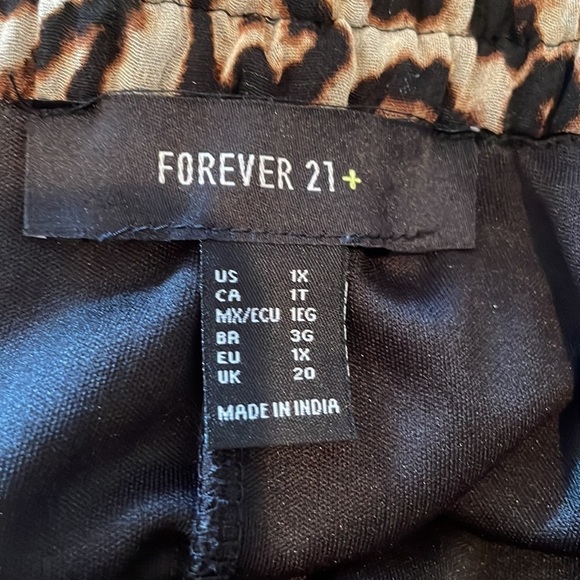 FOREVER 21+
US 1X
CA 1T
MX/ECU 1EG
BR 3G
EU 1X
UK 20
MADE IN INDIA